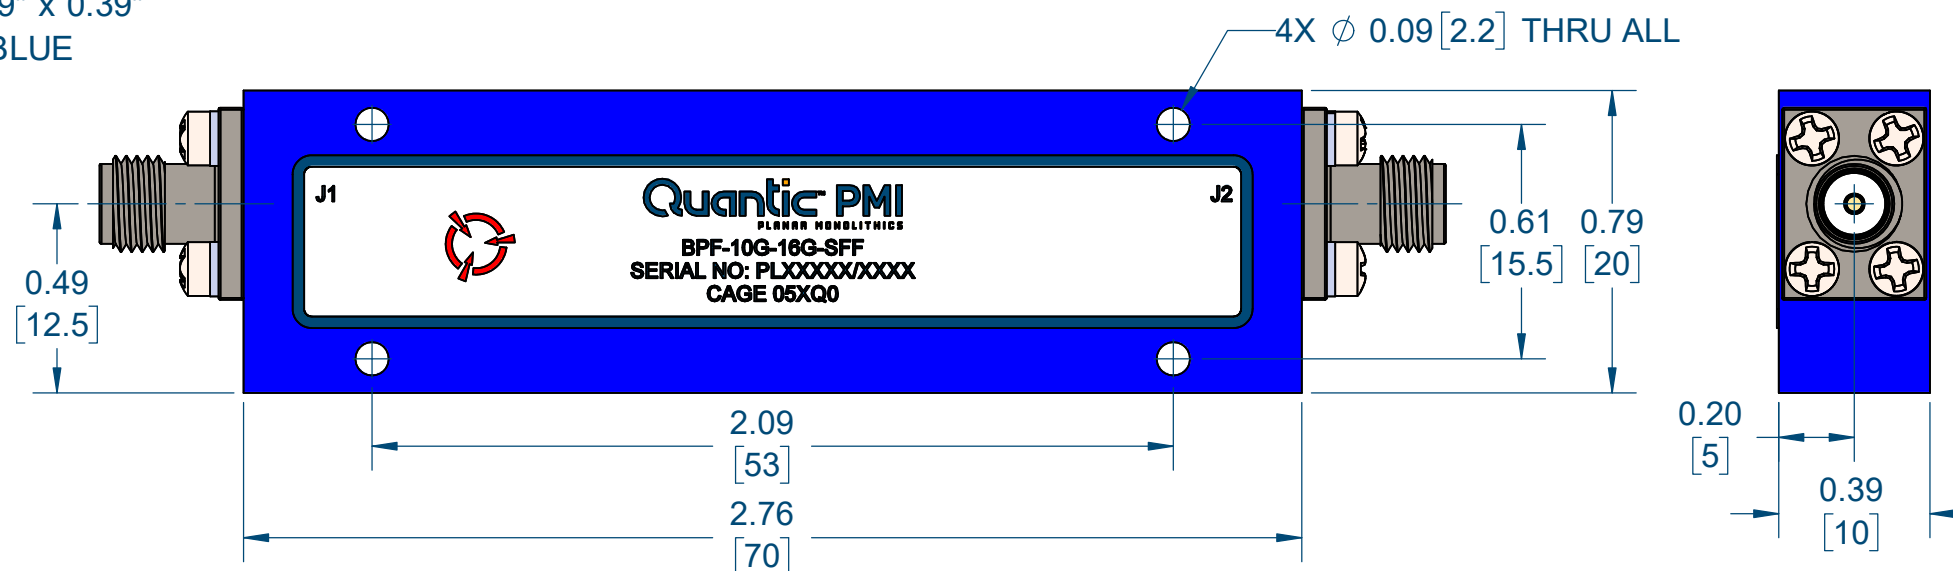 9" x 0.39"
BLUE
4X ∅ 0.09 [2.2] THRU ALL
J1
Quantic™ PMI
PLANAR MONOLITHICS
BPF-10G-16G-SFF
SERIAL NO: PLXXXXX/XXXX
CAGE 05XQ0
J2
0.49
[12.5]
0.61
[15.5]
0.79
[20]
2.09
[53]
2.76
[70]
0.20
[5]
0.39
[10]